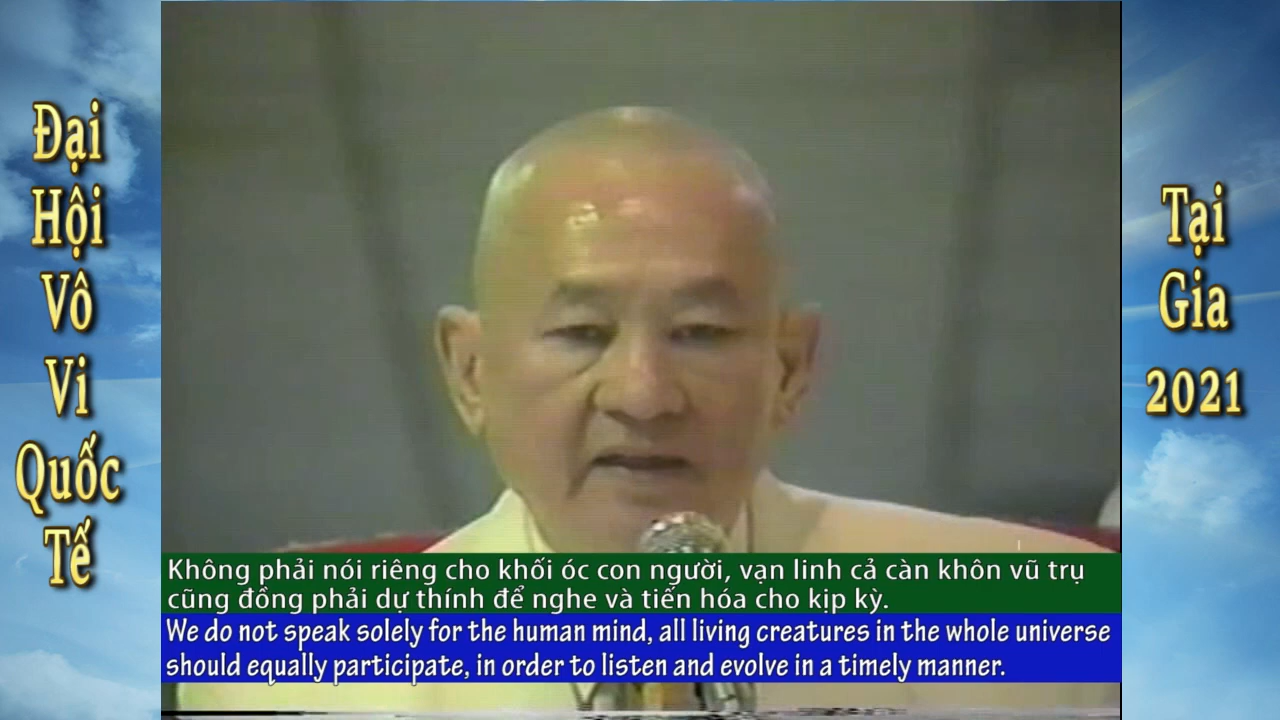 Đại
Hội
Vô
Vi
Quốc
Tế
Tại
Gia
2021
Không phải nói riêng cho khối óc con người, vạn linh cả càn khôn vũ trụ
cũng đồng phải dự thính để nghe và tiến hóa cho kịp kỳ.
We do not speak solely for the human mind, all living creatures in the whole universe
should equally participate, in order to listen and evolve in a timely manner.